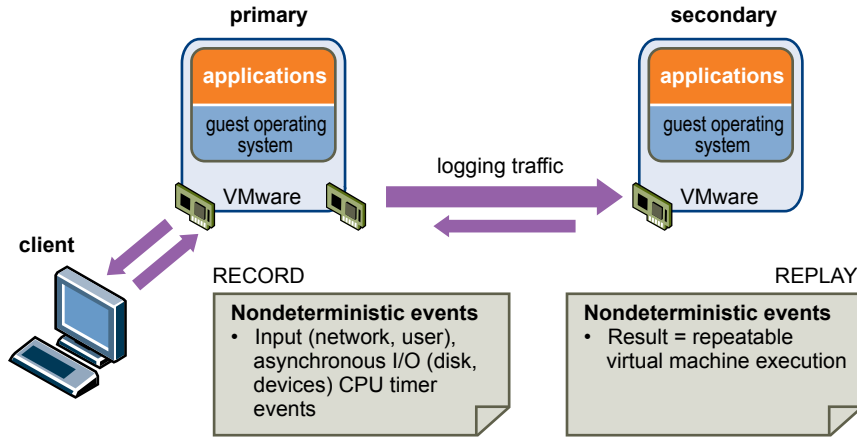 primary
secondary
applications
applications
guest operating
system
guest operating
system
logging traffic
VMware
VMware
client
RECORD
REPLAY
Nondeterministic events
• Input (network, user),
asynchronous I/O (disk,
devices) CPU timer
events
Nondeterministic events
• Result = repeatable
virtual machine execution